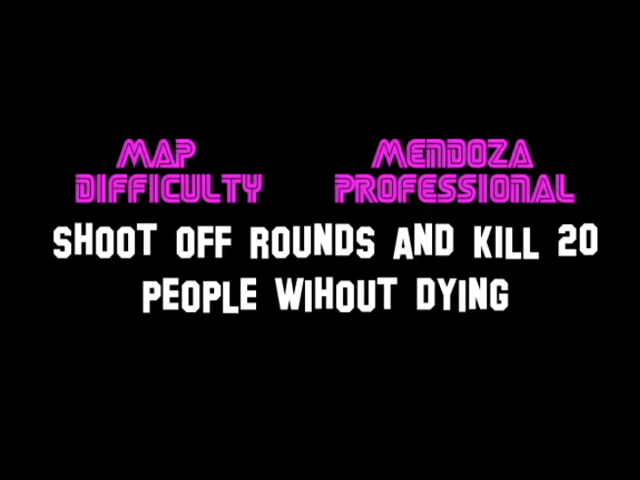 MAP MENDOZA
DIFFICULTY PROFESSIONAL
SHOOT OFF ROUNDS AND KILL 20
PEOPLE WIHOUT DYING